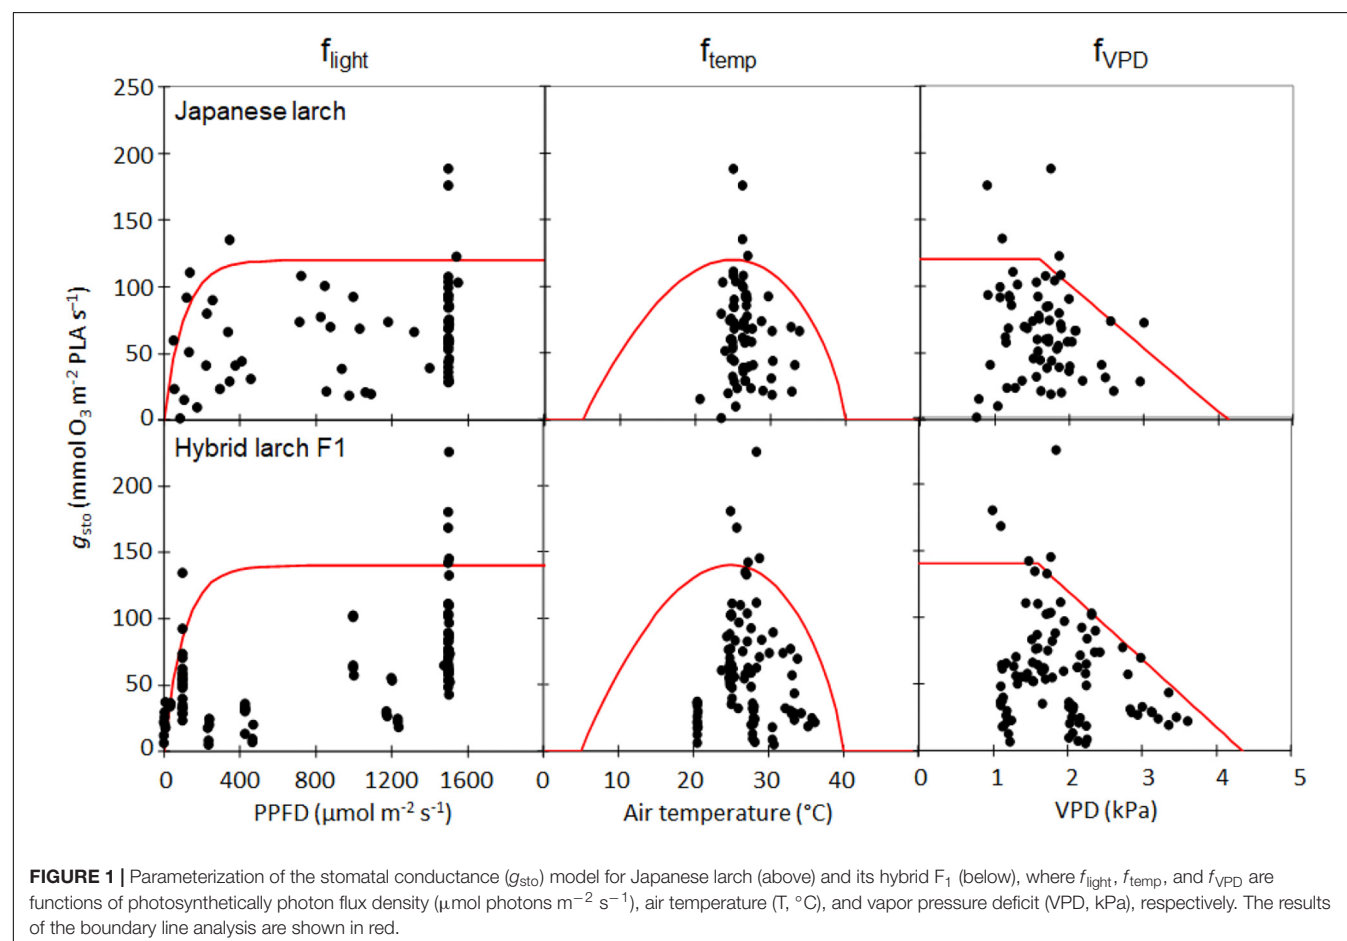 f_light f_temp f_VPD
250
200
150
100
50
0
Japanese larch
g_sto (mmol O₃ m⁻² PLA s⁻¹)
Hybrid larch F1
200
150
100
50
0
0 400 800 1200 1600 0 10 20 30 40 0 1 2 3 4 5
PPFD (µmol m⁻² s⁻¹) Air temperature (°C) VPD (kPa)
FIGURE 1 | Parameterization of the stomatal conductance (g_sto) model for Japanese larch (above) and its hybrid F₁ (below), where f_light, f_temp, and f_VPD are
functions of photosynthetically photon flux density (µmol photons m⁻² s⁻¹), air temperature (T, °C), and vapor pressure deficit (VPD, kPa), respectively. The results
of the boundary line analysis are shown in red.